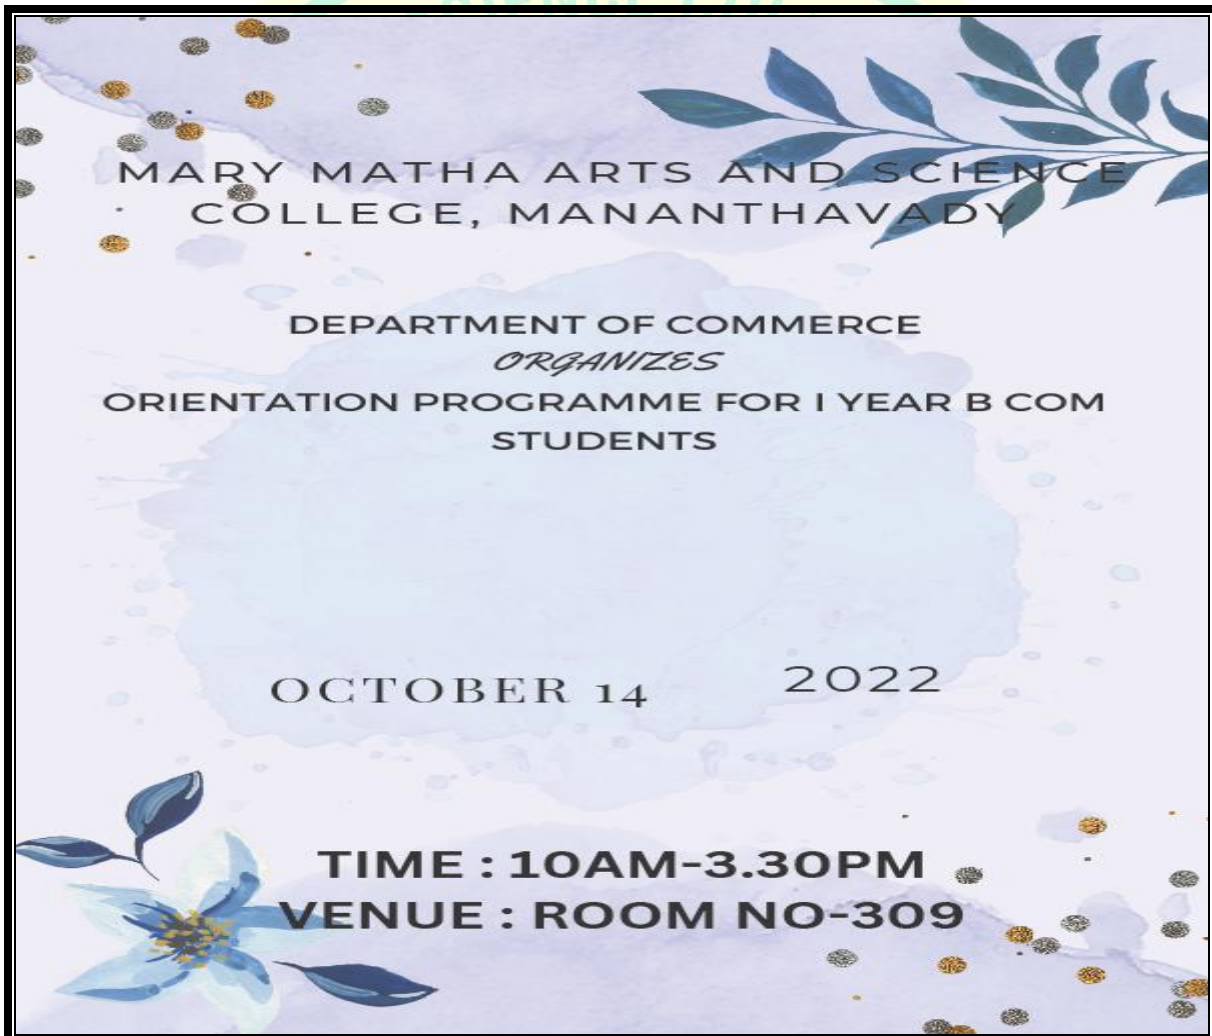 MARY MATHA ARTS AND SCIENCE
COLLEGE, MANANTHAVADY
DEPARTMENT OF COMMERCE
ORGANIZES
ORIENTATION PROGRAMME FOR I YEAR B COM
STUDENTS
OCTOBER 14 2022
TIME : 10AM-3.30PM
VENUE : ROOM NO-309